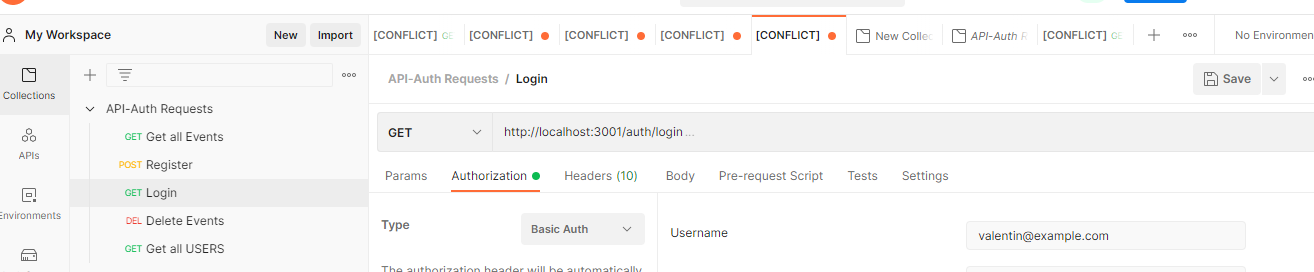 My Workspace
New
Import
[CONFLICT] GE
[CONFLICT]
[CONFLICT]
[CONFLICT]
[CONFLICT]
New Collec
API-Auth R
[CONFLICT] GE
No Environmen
Collections
API-Auth Requests / Login
Save
API-Auth Requests
GET Get all Events
GET
http://localhost:3001/auth/login...
APIs
POST Register
GET Login
Params
Authorization
Headers (10)
Body
Pre-request Script
Tests
Settings
Environments
DEL Delete Events
Type
Basic Auth
Username
valentin@example.com
GET Get all USERS
The authorization header will be automatically